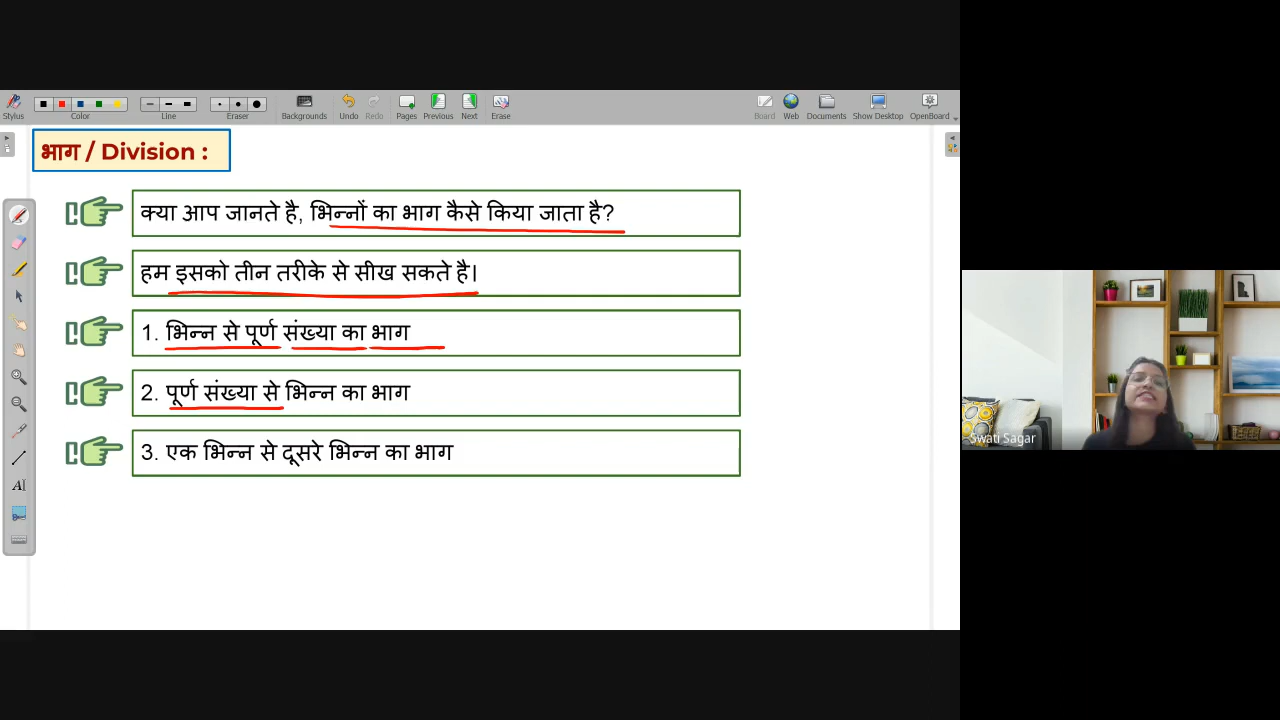 Stylus
Color
Line
Eraser
Backgrounds
Undo
Redo
Pages
Previous
Next
Erase
Board
Web
Documents
Show Desktop
OpenBoard
भाग / Division :
क्या आप जानते है, भिन्नों का भाग कैसे किया जाता है?
हम इसको तीन तरीके से सीख सकते है।
1. भिन्न से पूर्ण संख्या का भाग
2. पूर्ण संख्या से भिन्न का भाग
3. एक भिन्न से दूसरे भिन्न का भाग
Swati Sagar